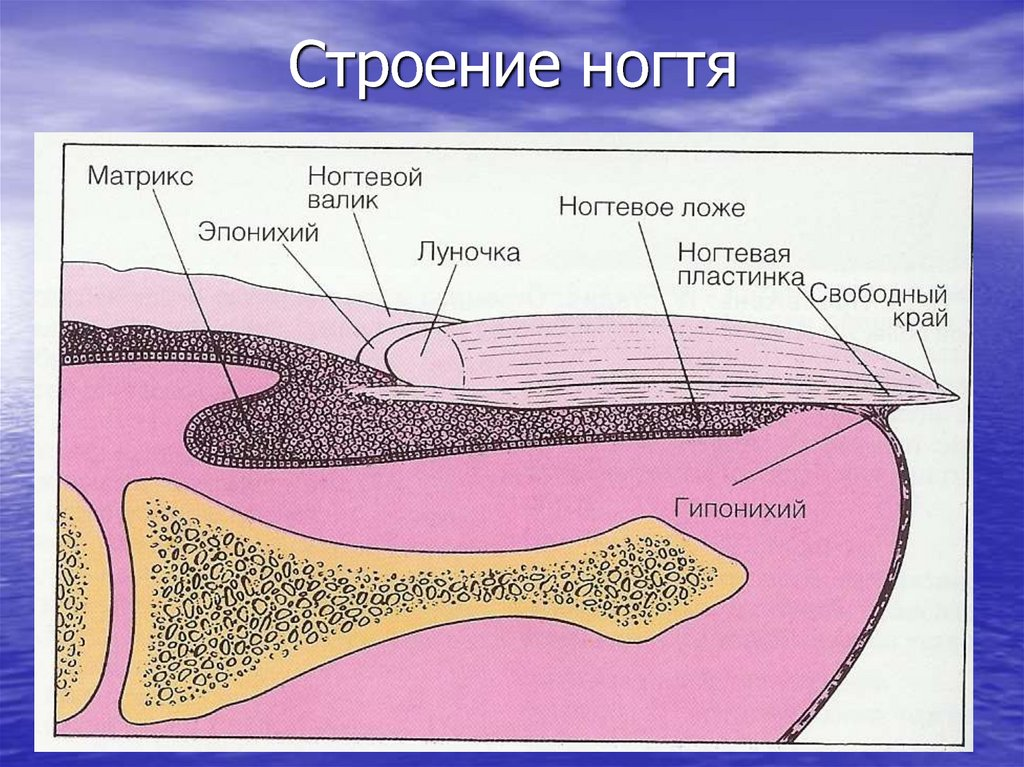 Строение ногтя
Матрикс
Ногтевой
валик
Эпонихий
Луночка
Ногтевое ложе
Ногтевая
пластинка
Свободный
край
Гипонихий